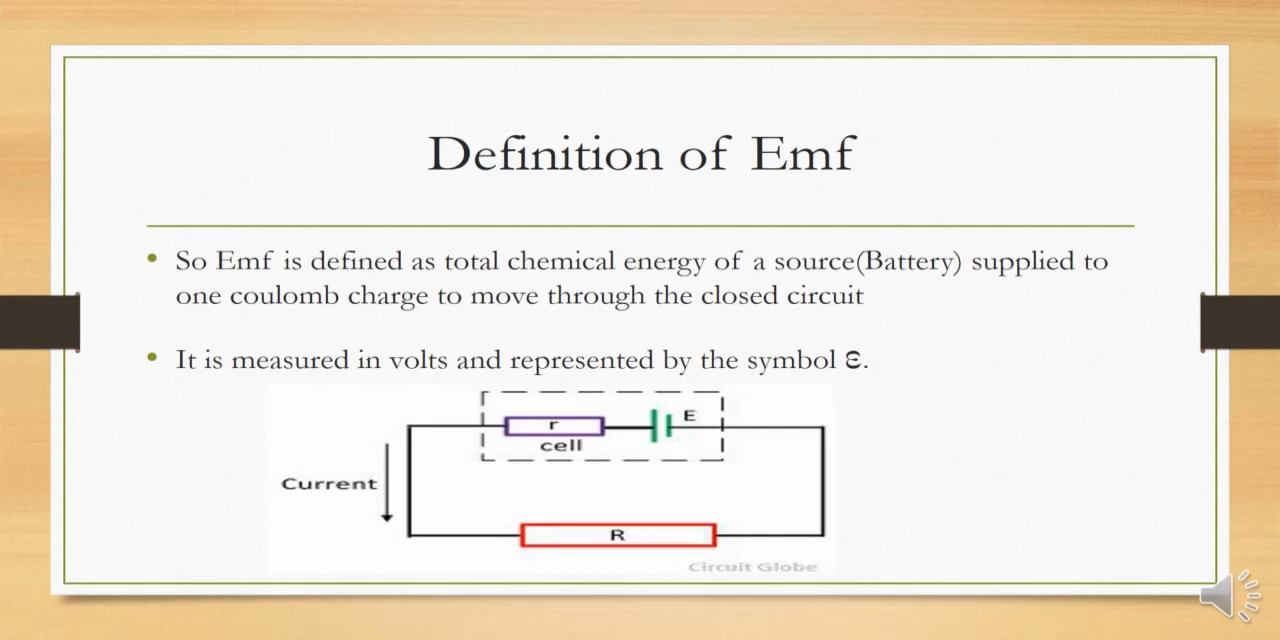 Definition of Emf
• So Emf is defined as total chemical energy of a source(Battery) supplied to
one coulomb charge to move through the closed circuit
• It is measured in volts and represented by the symbol Ɛ.
r
E
cell
Current
R
Circuit Globe